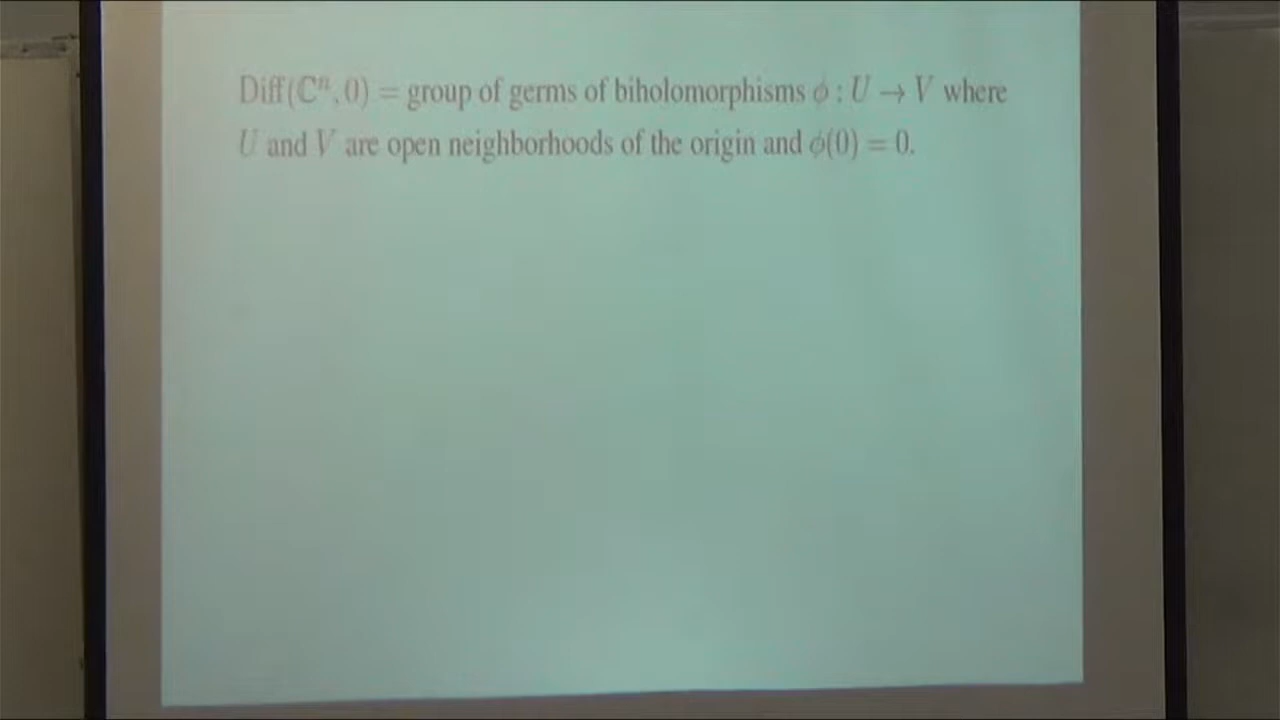 Diff(ℂⁿ, 0) = group of germs of biholomorphisms ϕ : U → V where
U and V are open neighborhoods of the origin and ϕ(0) = 0.